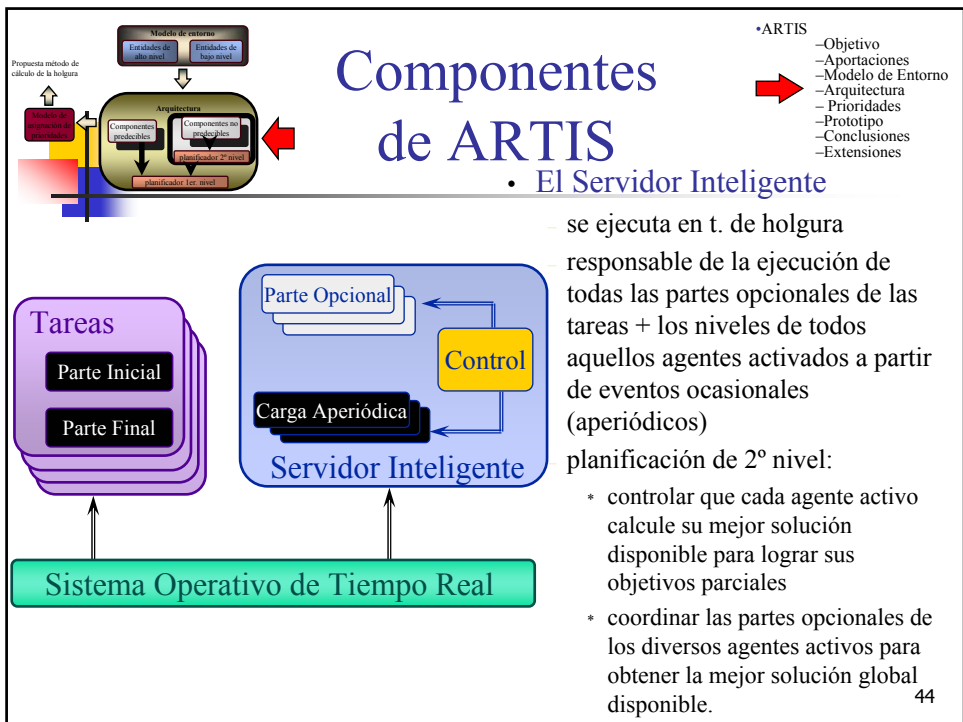 Modelo de entorno
Entidades de
alto nivel
Entidades de
bajo nivel
Propuesta método de
cálculo de la holgura
Modelo de
asignación de
prioridades
Arquitectura
Componentes
predecibles
Componentes no
predecibles
planificador 2º nivel
planificador 1er. nivel
Componentes
de ARTIS
•ARTIS
–Objetivo
–Aportaciones
–Modelo de Entorno
–Arquitectura
– Prioridades
–Prototipo
–Conclusiones
–Extensiones
• El Servidor Inteligente
– se ejecuta en t. de holgura
– responsable de la ejecución de
todas las partes opcionales de las
tareas + los niveles de todos
aquellos agentes activados a partir
de eventos ocasionales
(aperiódicos)
– planificación de 2º nivel:
* controlar que cada agente activo
calcule su mejor solución
disponible para lograr sus
objetivos parciales
* coordinar las partes opcionales de
los diversos agentes activos para
obtener la mejor solución global
disponible.
Tareas
Parte Inicial
Parte Final
Parte Opcional
Control
Carga Aperiódica
Servidor Inteligente
Sistema Operativo de Tiempo Real
44